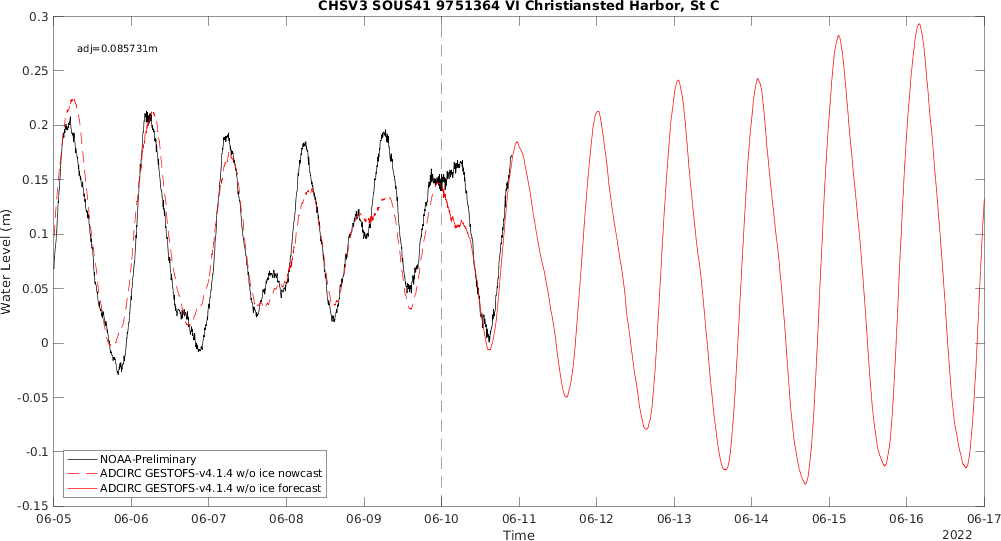 CHSV3 SOUS41 9751364 VI Christiansted Harbor, St C
adj=0.085731m
0.3
0.25
0.2
0.15
0.1
0.05
0
-0.05
-0.1
-0.15
Water Level (m)
NOAA-Preliminary
ADCIRC GESTOFS-v4.1.4 w/o ice nowcast
ADCIRC GESTOFS-v4.1.4 w/o ice forecast
06-05 06-06 06-07 06-08 06-09 06-10 06-11 06-12 06-13 06-14 06-15 06-16 06-17
Time
2022